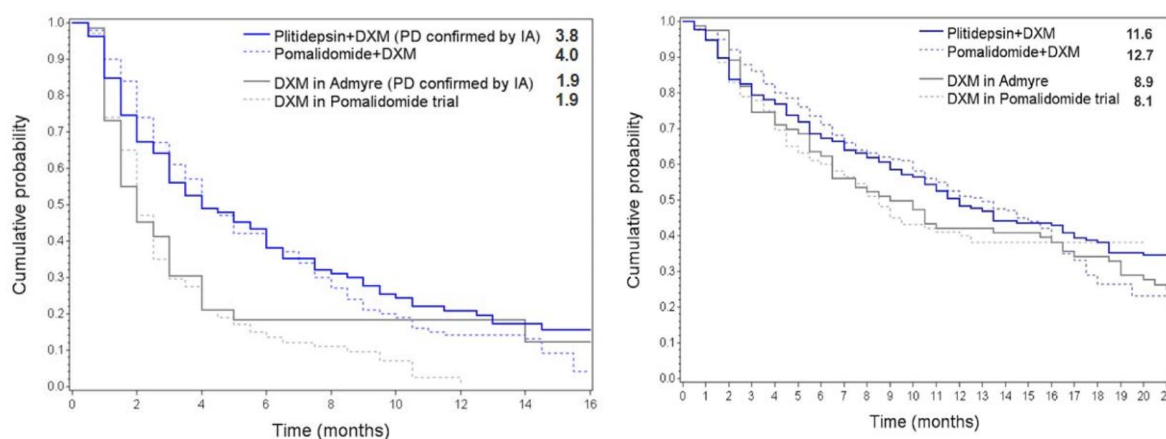 Plitidepsin+DXM (PD confirmed by IA) 3.8
Pomalidomide+DXM 4.0
DXM in Admyre (PD confirmed by IA) 1.9
DXM in Pomalidomide trial 1.9
Cumulative probability
1.0
0.9
0.8
0.7
0.6
0.5
0.4
0.3
0.2
0.1
0.0
0 2 4 6 8 10 12 14 16
Time (months)
Plitidepsin+DXM 11.6
Pomalidomide+DXM 12.7
DXM in Admyre 8.9
DXM in Pomalidomide trial 8.1
Cumulative probability
1.0
0.9
0.8
0.7
0.6
0.5
0.4
0.3
0.2
0.1
0.0
0 1 2 3 4 5 6 7 8 9 10 11 12 13 14 15 16 17 18 19 20
Time (months)